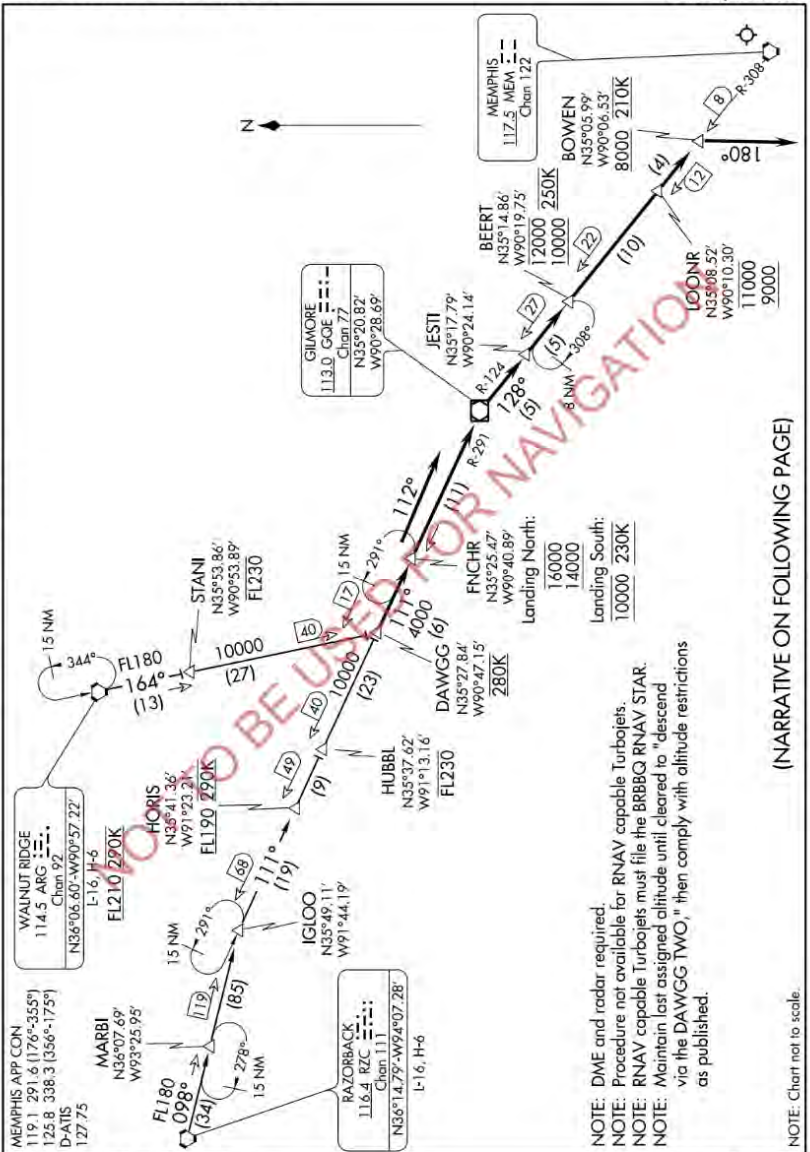 MEMPHIS APP CON
119.1 291.6 (176°-355°)
125.8 338.3 (356°-175°)
D-ATIS
127.75
WALNUT RIDGE
114.5 ARG
Chan 92
N36°06.60'-W90°57.22'
L-16, H-6
FL210 290K
15 NM
344°
FL180
164°
(13)
STANI
N35°53.86'
W90°53.89'
FL230
10000
(27)
40
N
GILMORE
113.0 GQE
Chan 77
N35°20.82'
W90°28.69'
MEMPHIS
117.5 MEM
Chan 122
BOWEN
N35°05.99'
W90°06.53'
8000 210K
8
R-308
180°
(4)
12
BEERT
N35°14.86'
W90°19.75'
12000 250K
10000
22
(10)
LOONR
N35°08.52'
W90°10.30'
11000
9000
JESTI
N35°17.79'
W90°24.14'
27
R-124
128°
(5)
(5)
308°
8 NM
R-291
(11)
112°
15 NM
291°
17
111°
4000
(6)
FNCHR
N35°25.47'
W90°40.89'
Landing North:
16000
14000
Landing South:
10000 230K
DAWGG
N35°27.84'
W90°47.15'
280K
10000
(23)
40
HUBBL
N35°37.62'
W91°13.16'
FL230
(9)
49
HORIS
N35°41.36'
W91°23.21'
FL190 290K
68
111°
(19)
IGLOO
N35°49.11'
W91°44.19'
15 NM
291°
119
(85)
MARBI
N36°07.69'
W93°25.95'
278°
15 NM
FL180
098°
(34)
RAZORBACK
116.4 RZC
Chan 111
N36°14.79'-W94°07.28'
L-16, H-6
NOT TO BE USED FOR NAVIGATION
NOTE: DME and radar required.
NOTE: Procedure not available for RNAV capable Turbojets.
NOTE: RNAV capable Turbojets must file the BRBBQ RNAV STAR.
NOTE: Maintain last assigned altitude until cleared to "descend
via the DAWGG TWO," then comply with altitude restrictions
as published.
(NARRATIVE ON FOLLOWING PAGE)
NOTE: Chart not to scale.